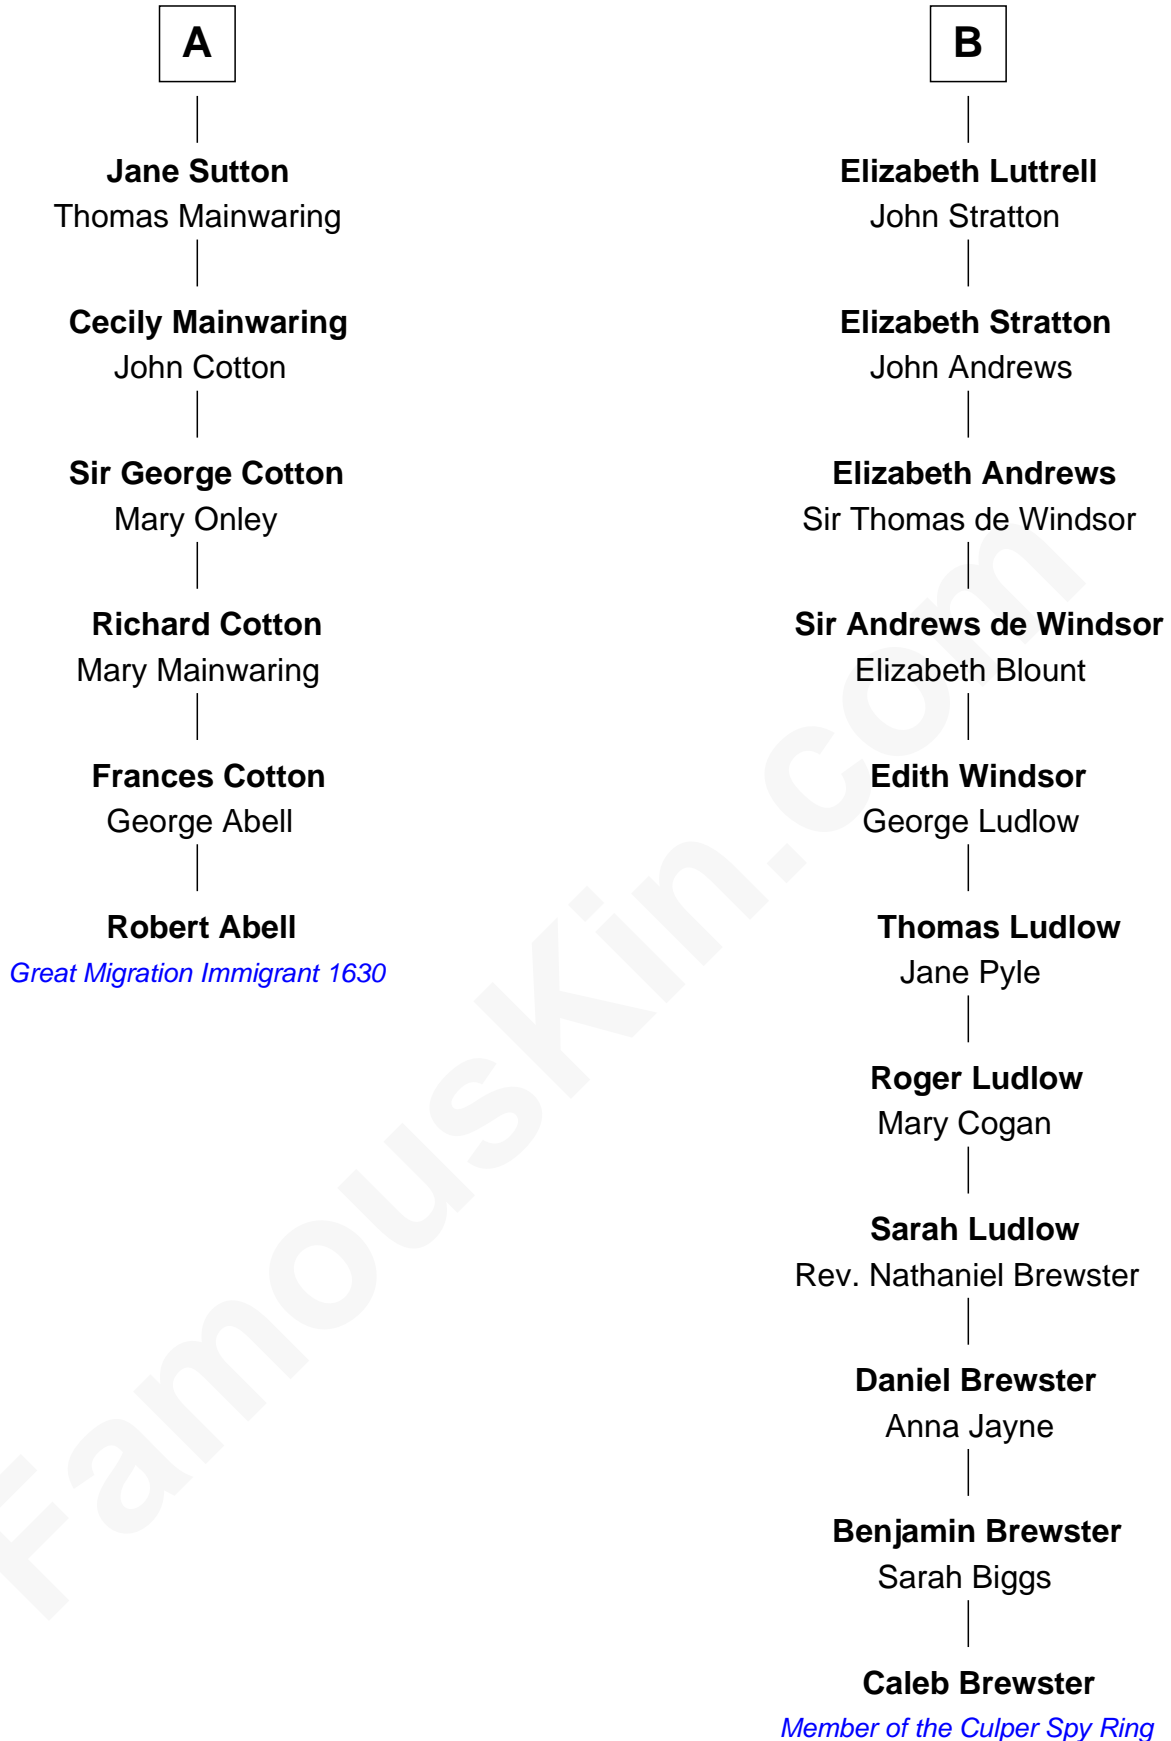 A
Jane Sutton
Thomas Mainwaring
Cecily Mainwaring
John Cotton
Sir George Cotton
Mary Onley
Richard Cotton
Mary Mainwaring
Frances Cotton
George Abell
Robert Abell
Great Migration Immigrant 1630
B
Elizabeth Luttrell
John Stratton
Elizabeth Stratton
John Andrews
Elizabeth Andrews
Sir Thomas de Windsor
Sir Andrews de Windsor
Elizabeth Blount
Edith Windsor
George Ludlow
Thomas Ludlow
Jane Pyle
Roger Ludlow
Mary Cogan
Sarah Ludlow
Rev. Nathaniel Brewster
Daniel Brewster
Anna Jayne
Benjamin Brewster
Sarah Biggs
Caleb Brewster
Member of the Culper Spy Ring
FamousKin.com